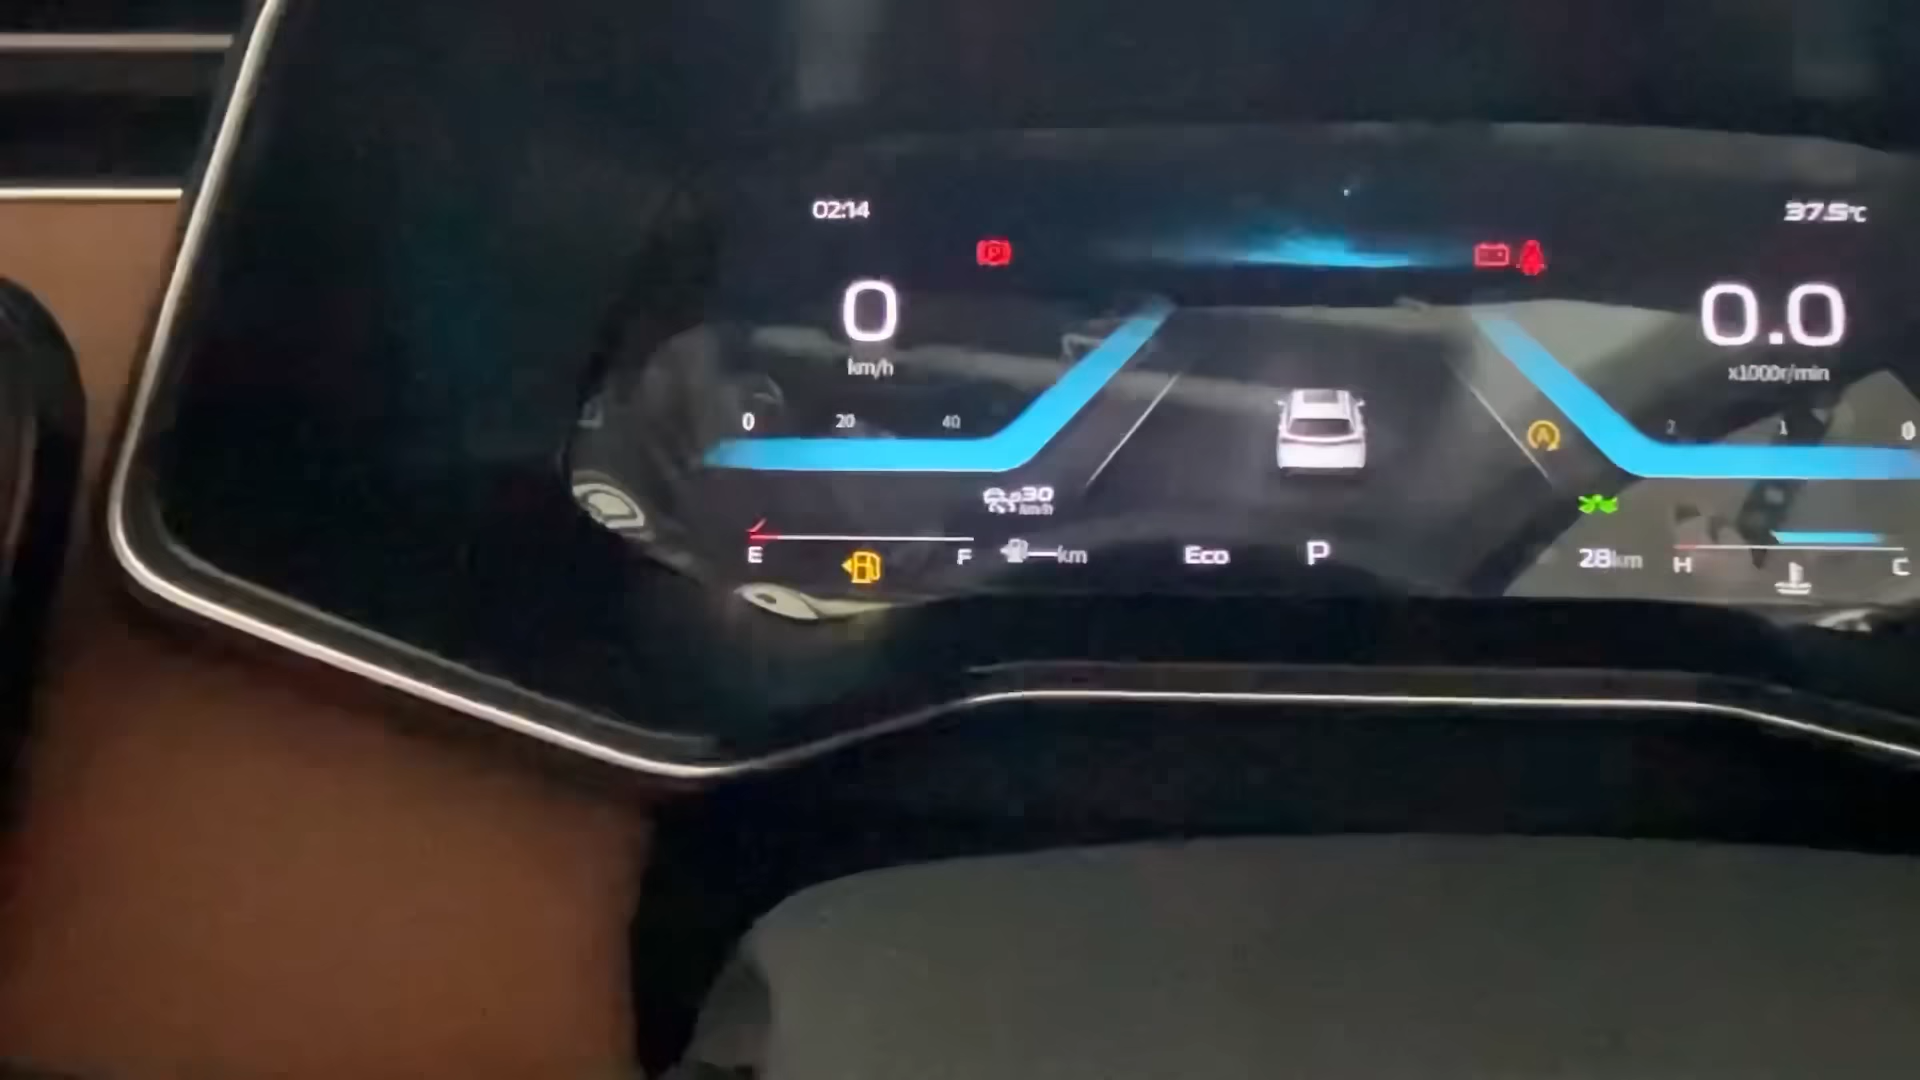 02:14
37.5°C
P
0
km/h
0.0
x1000r/min
0 20 40
2 1 0
A
30
km/h
E F
—km
Eco
P
28km
H C